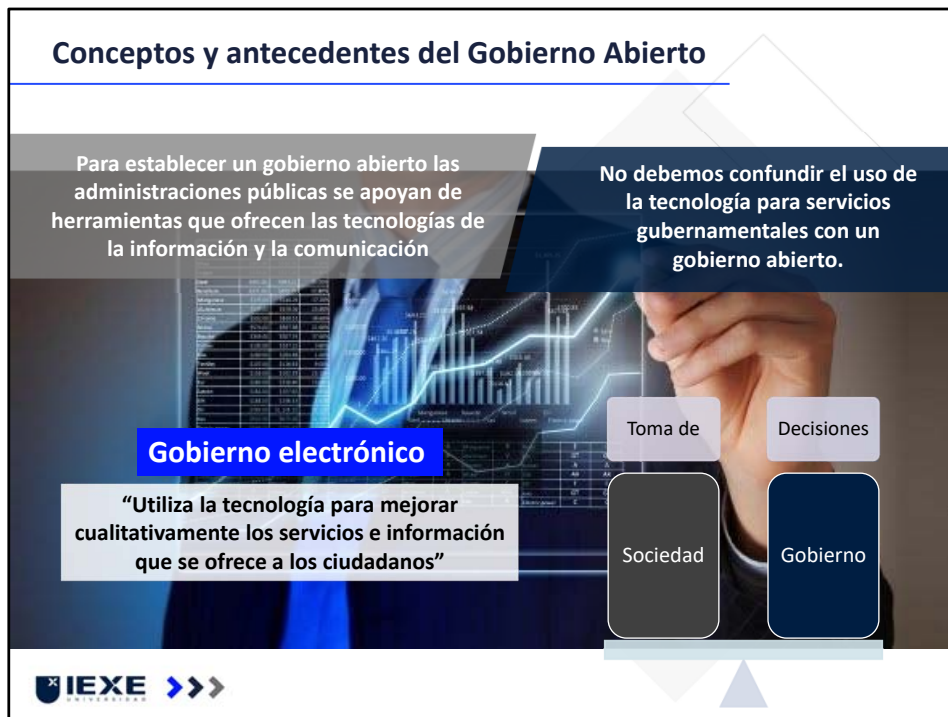 Conceptos y antecedentes del Gobierno Abierto
Para establecer un gobierno abierto las
administraciones públicas se apoyan de
herramientas que ofrecen las tecnologías de
la información y la comunicación
No debemos confundir el uso de
la tecnología para servicios
gubernamentales con un
gobierno abierto.
Gobierno electrónico
“Utiliza la tecnología para mejorar
cualitativamente los servicios e información
que se ofrece a los ciudadanos”
Toma de
Decisiones
Sociedad
Gobierno
IEXE
UNIVERSIDAD